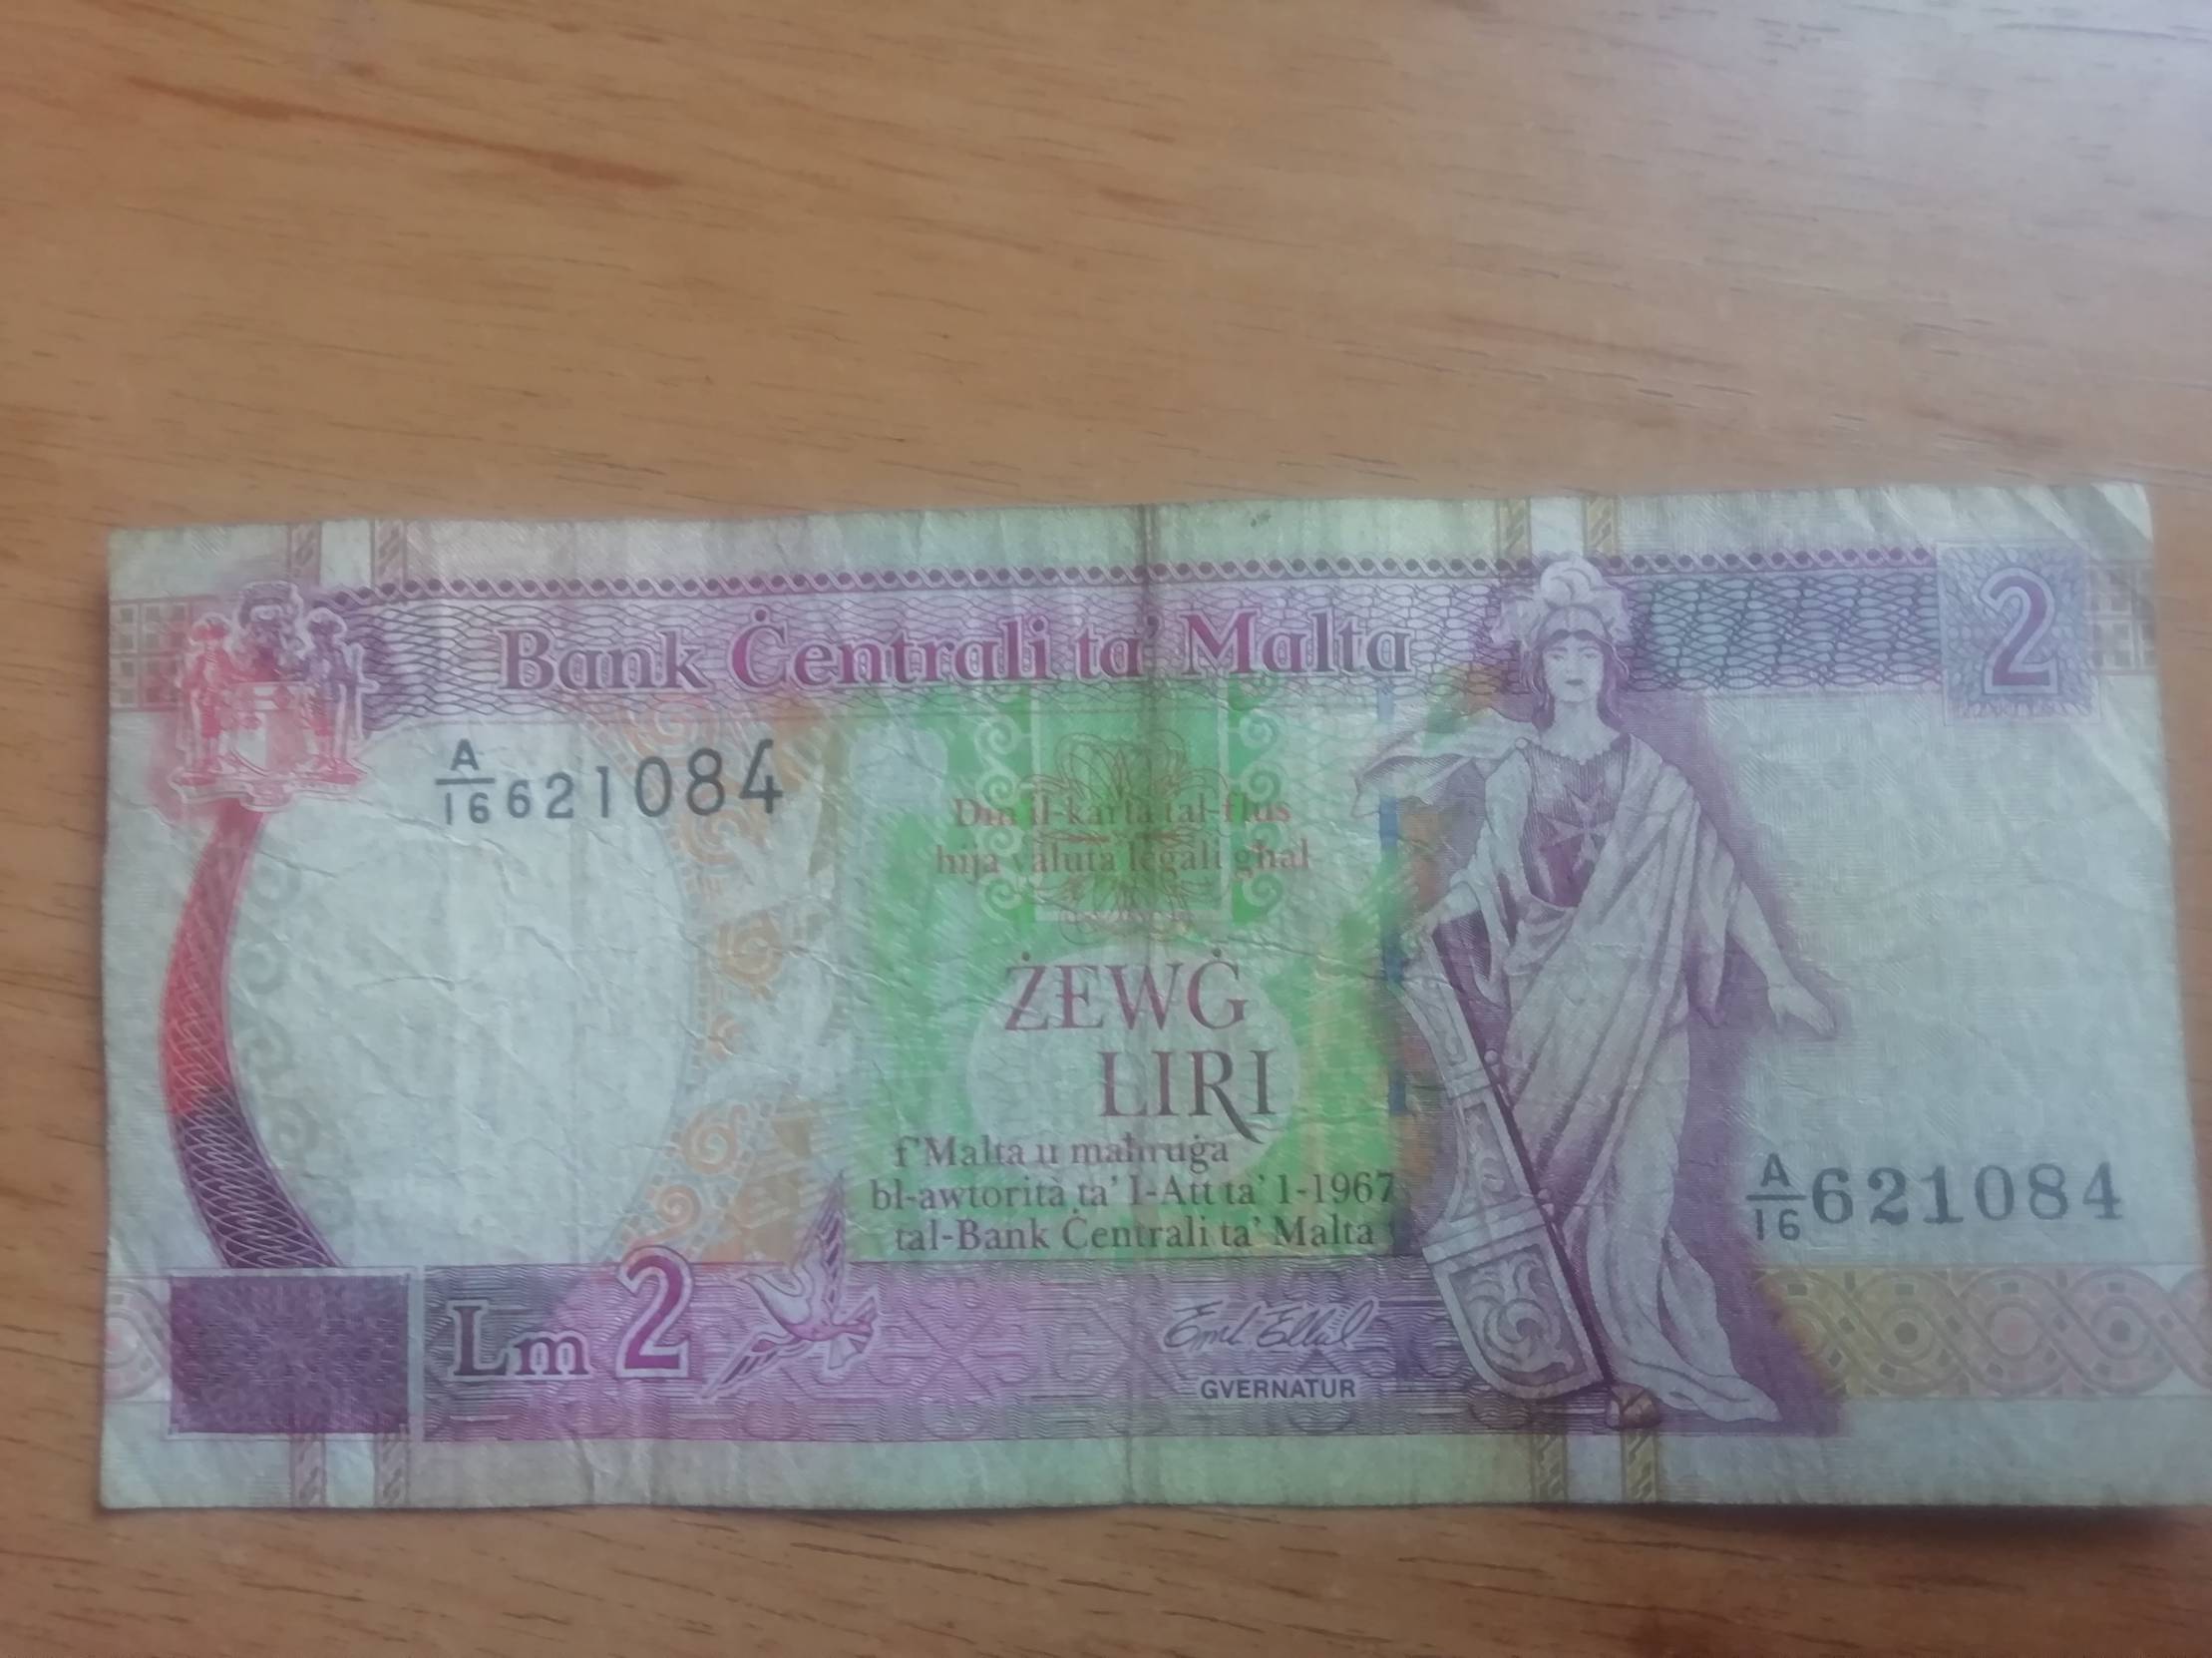 Bank Ċentrali ta' Malta
2
A/16 621084
Din il-karta tal-flus
hija valuta legali għal
ŻEWĠ
LIRI
f'Malta u maħruġa
bl-awtorità ta' l-Att ta' l-1967
tal-Bank Ċentrali ta' Malta
A/16 621084
Lm 2
GVERNATUR